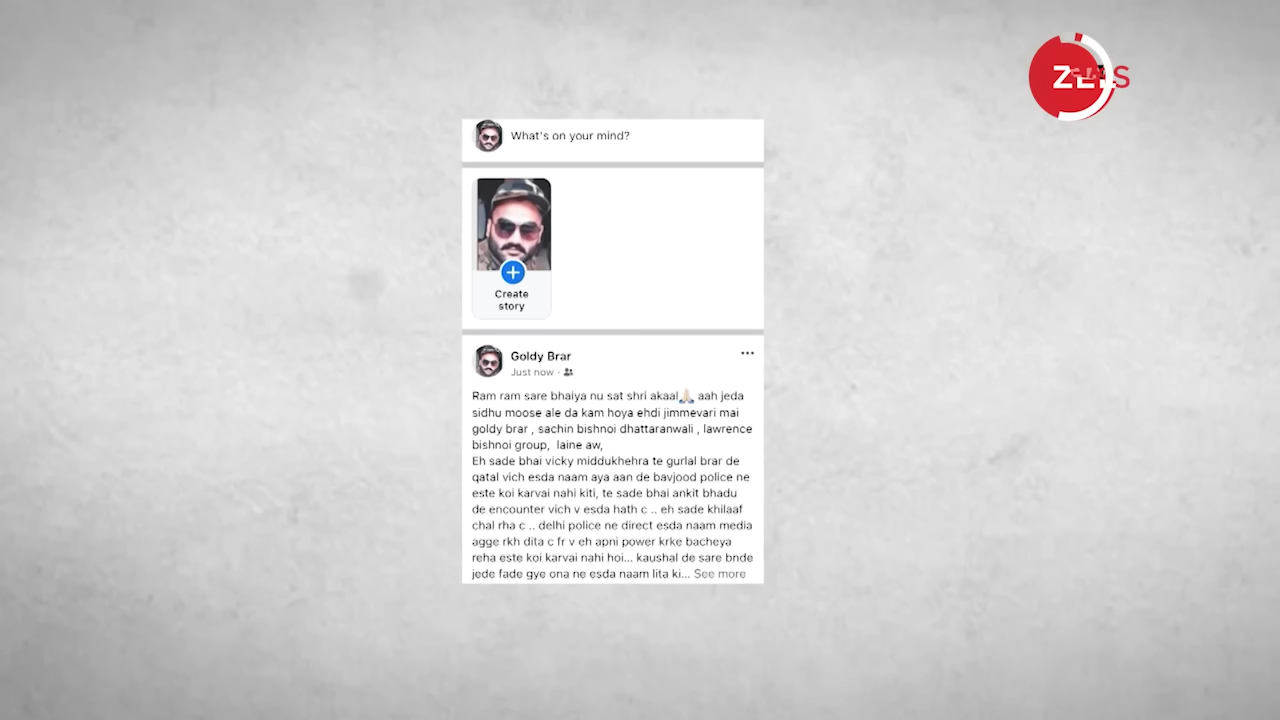 What's on your mind?
Create
story
Goldy Brar
Just now ·
Ram ram sare bhaiya nu sat shri akaal🙏🏻 aah jeda
sidhu moose ale da kam hoya ehdi jimmevari mai
goldy brar , sachin bishnoi dhattaranwali , lawrence
bishnoi group,  laine aw,
Eh sade bhai vicky middukhehra te gurlal brar de
qatal vich esda naam aya aan de bavjood police ne
este koi karvai nahi kiti, te sade bhai ankit bhadu
de encounter vich v esda hath c .. eh sade khilaaf
chal rha c .. delhi police ne direct esda naam media
agge rkh dita c fr v eh apni power krke bacheya
reha este koi karvai nahi hoi... kaushal de sare bnde
jede fade gye ona ne esda naam lita ki... See more